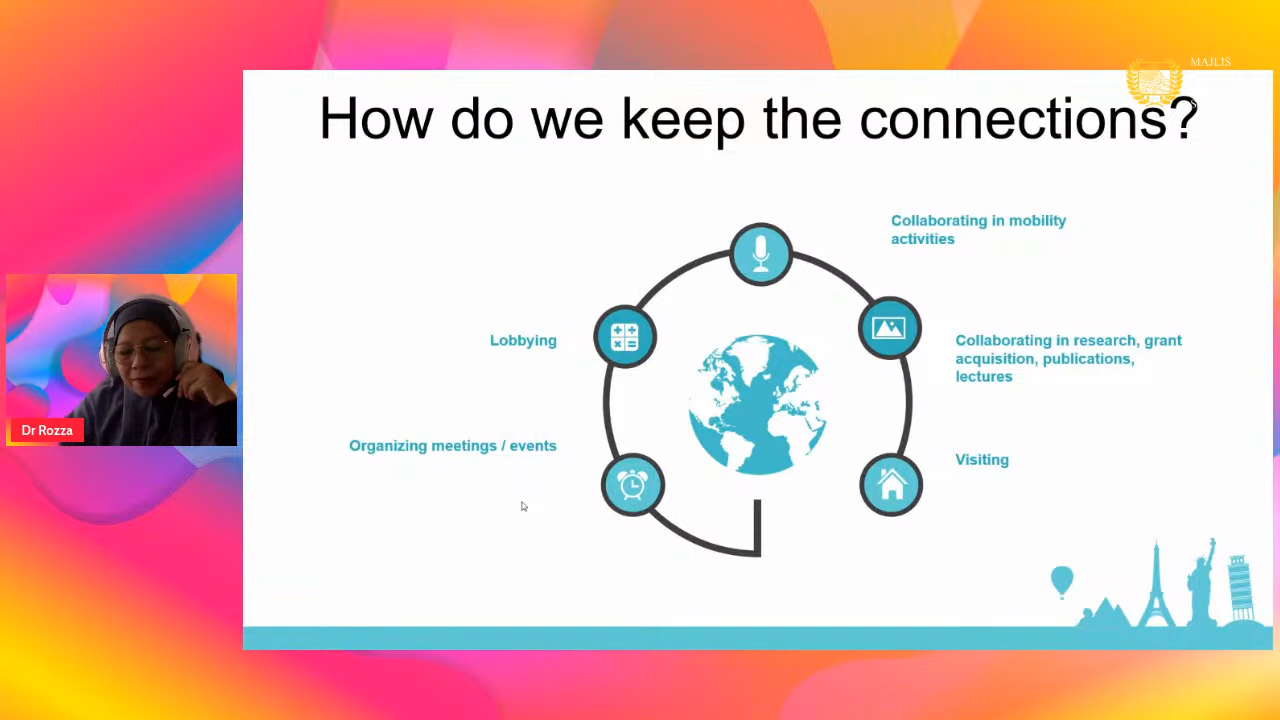 MAJLIS
How do we keep the connections?
Collaborating in mobility
activities
Lobbying
Collaborating in research, grant
acquisition, publications,
lectures
Organizing meetings / events
Visiting
Dr Rozza